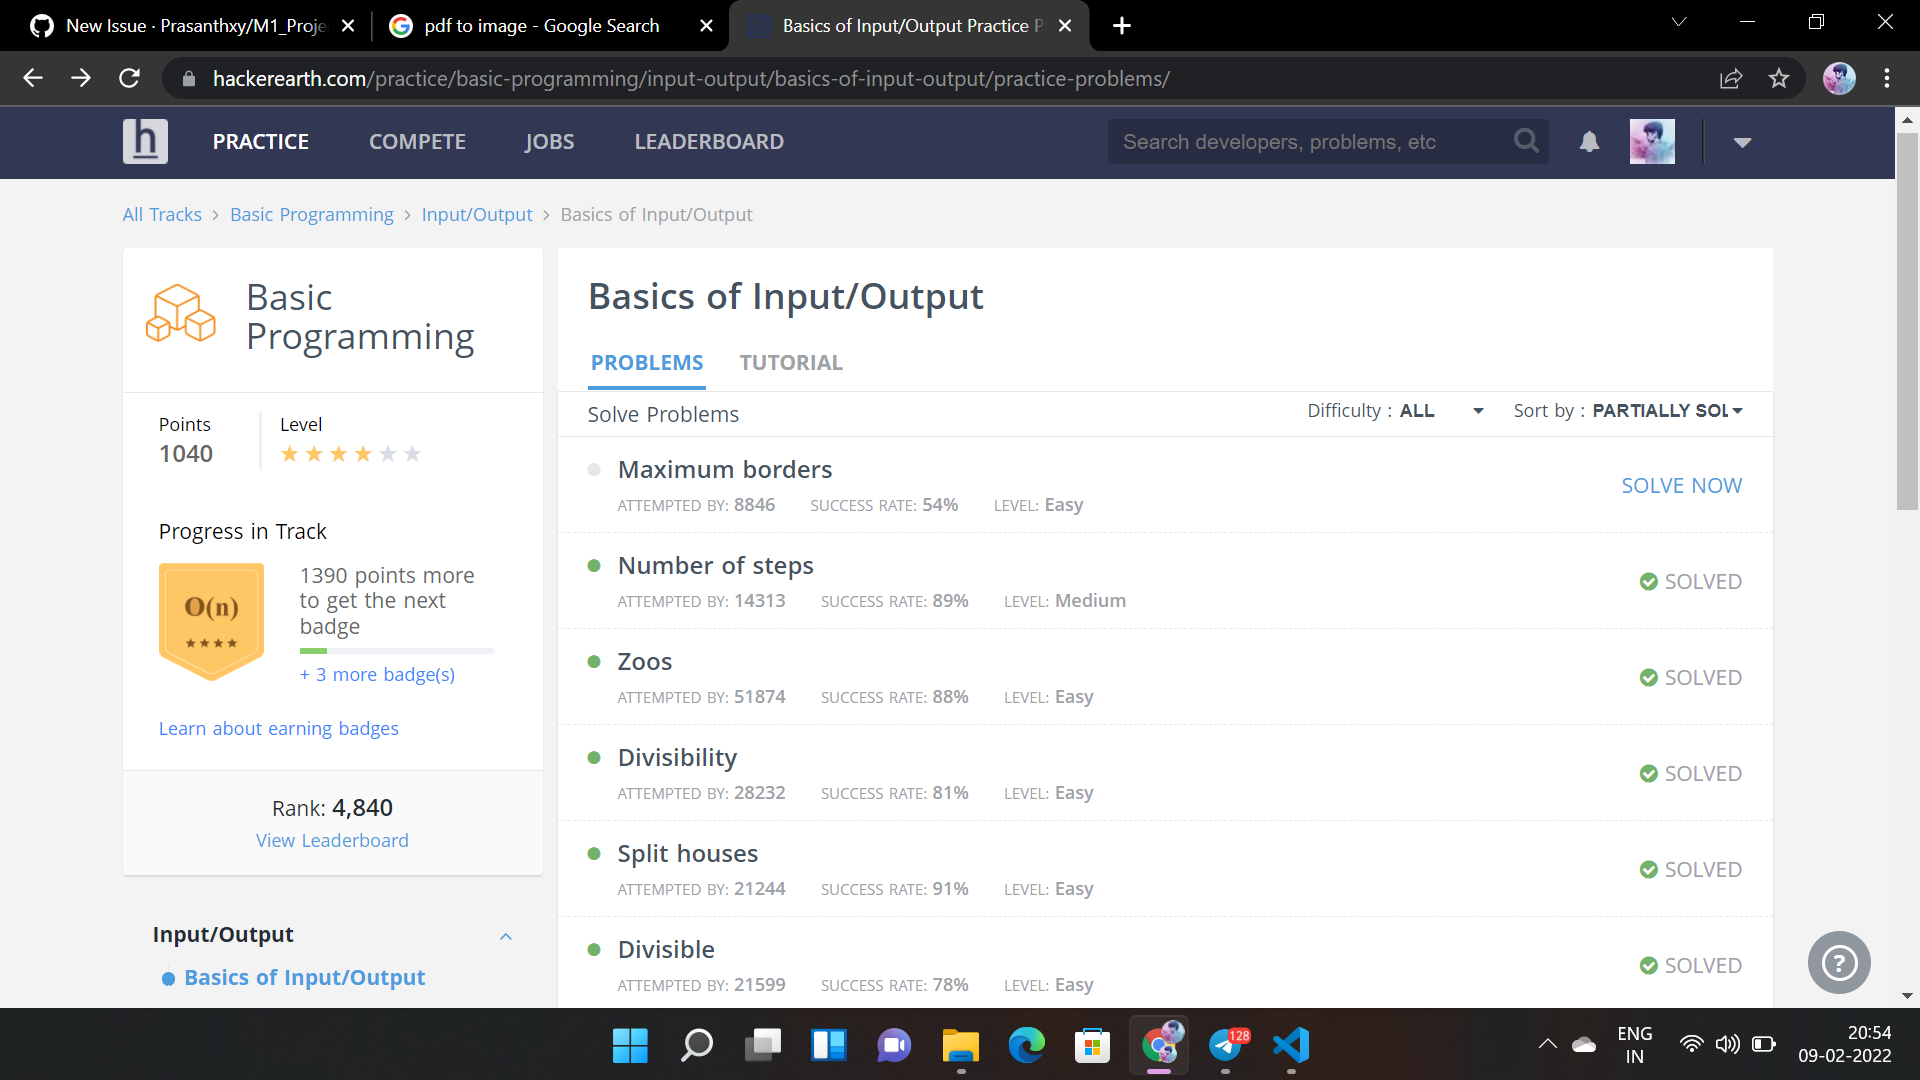 New Issue · Prasanthxy/M1_Proje
pdf to image - Google Search
Basics of Input/Output Practice P
hackerearth.com/practice/basic-programming/input-output/basics-of-input-output/practice-problems/
h
PRACTICE
COMPETE
JOBS
LEADERBOARD
Search developers, problems, etc
All Tracks > Basic Programming > Input/Output > Basics of Input/Output
Basic
Programming
Points
1040
Level
Progress in Track
O(n)
1390 points more
to get the next
badge
+ 3 more badge(s)
Learn about earning badges
Rank: 4,840
View Leaderboard
Input/Output
Basics of Input/Output
Basics of Input/Output
PROBLEMS
TUTORIAL
Solve Problems
Difficulty : ALL
Sort by : PARTIALLY SOL
Maximum borders
ATTEMPTED BY: 8846 SUCCESS RATE: 54% LEVEL: Easy
SOLVE NOW
Number of steps
ATTEMPTED BY: 14313 SUCCESS RATE: 89% LEVEL: Medium
SOLVED
Zoos
ATTEMPTED BY: 51874 SUCCESS RATE: 88% LEVEL: Easy
SOLVED
Divisibility
ATTEMPTED BY: 28232 SUCCESS RATE: 81% LEVEL: Easy
SOLVED
Split houses
ATTEMPTED BY: 21244 SUCCESS RATE: 91% LEVEL: Easy
SOLVED
Divisible
ATTEMPTED BY: 21599 SUCCESS RATE: 78% LEVEL: Easy
SOLVED
?
128
ENG
IN
20:54
09-02-2022